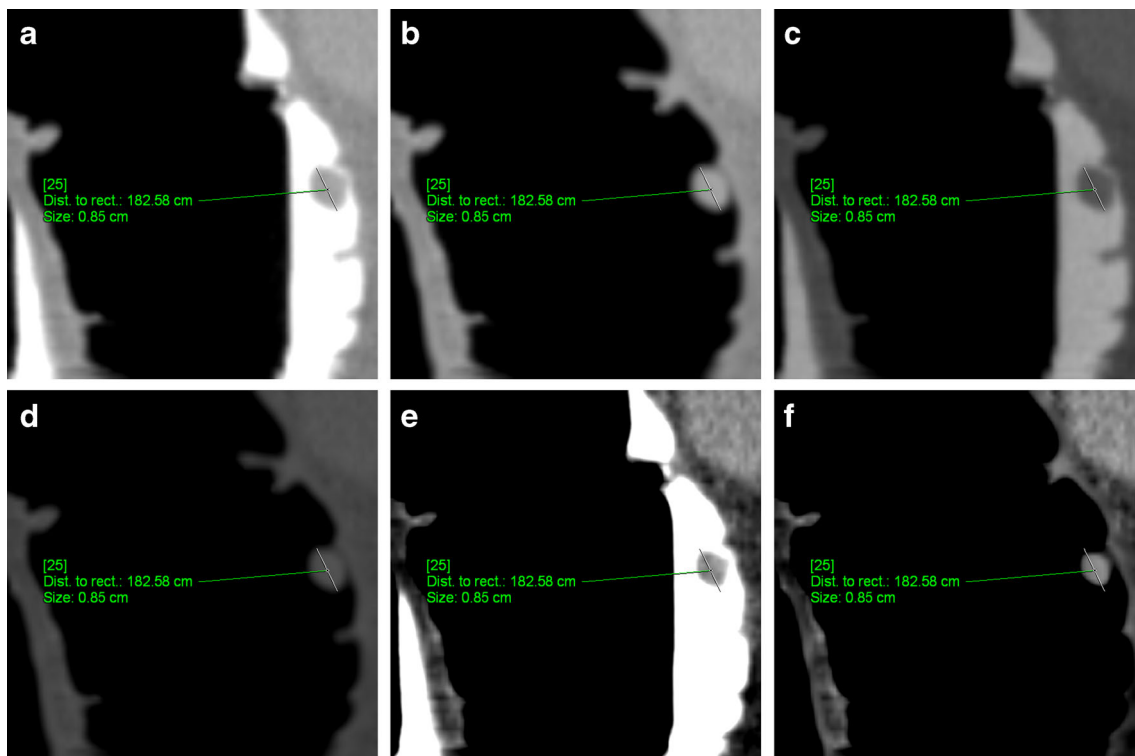 a
[25]
Dist. to rect.: 182.58 cm
Size: 0.85 cm
b
[25]
Dist. to rect.: 182.58 cm
Size: 0.85 cm
c
[25]
Dist. to rect.: 182.58 cm
Size: 0.85 cm
d
[25]
Dist. to rect.: 182.58 cm
Size: 0.85 cm
e
[25]
Dist. to rect.: 182.58 cm
Size: 0.85 cm
f
[25]
Dist. to rect.: 182.58 cm
Size: 0.85 cm